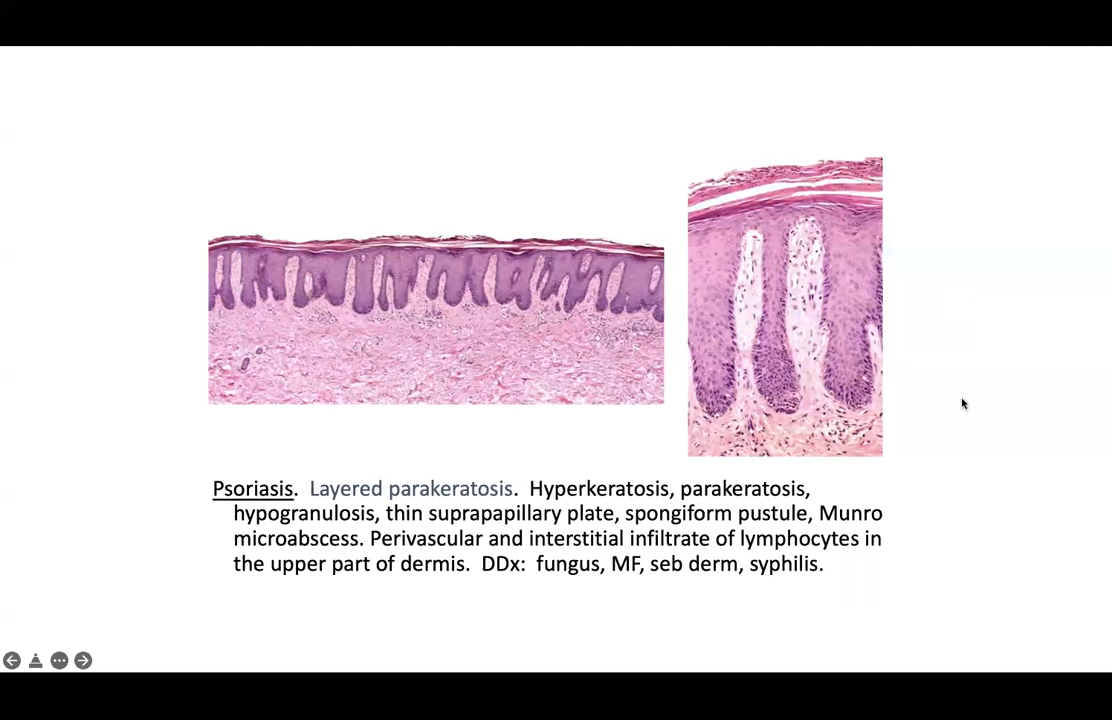 Psoriasis. Layered parakeratosis. Hyperkeratosis, parakeratosis,
hypogranulosis, thin suprapapillary plate, spongiform pustule, Munro
microabscess. Perivascular and interstitial infiltrate of lymphocytes in
the upper part of dermis. DDx: fungus, MF, seb derm, syphilis.